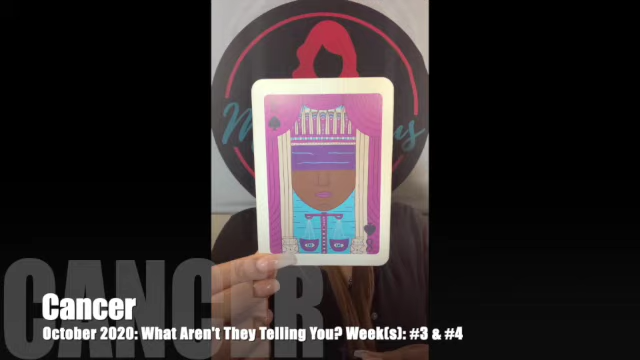 CANCER
Cancer
October 2020: What Aren't They Telling You? Week(s): #3 & #4